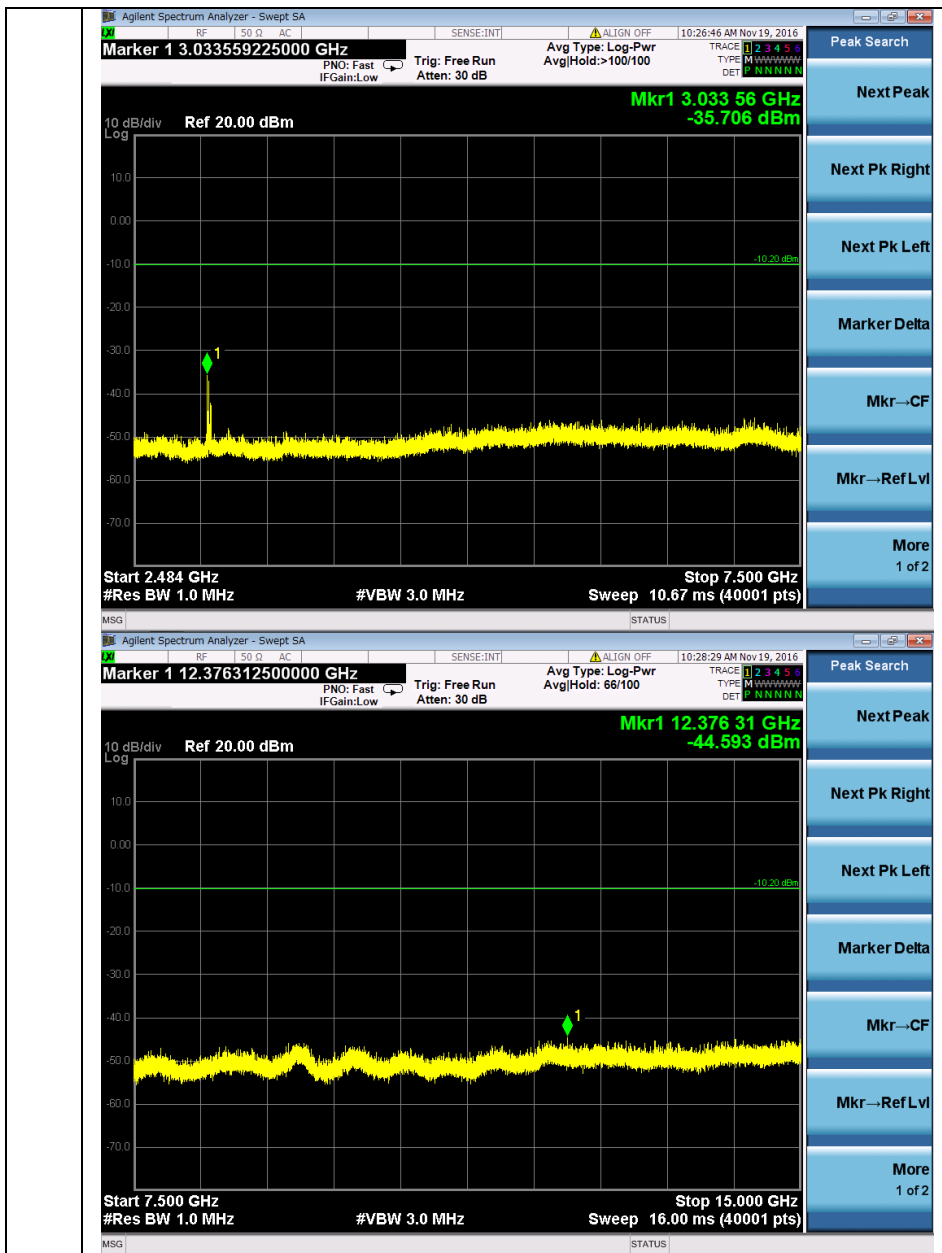 Agilent Spectrum Analyzer - Swept SA
LXI RF 50 Ω AC SENSE:INT ALIGN OFF 10:26:46 AM Nov 19, 2016
Marker 1 3.033559225000 GHz
PNO: Fast
IFGain:Low
Trig: Free Run
Atten: 30 dB
Avg Type: Log-Pwr
Avg|Hold:>100/100
TRACE 1 2 3 4 5 6
TYPE M WWWWW
DET P N N N N N
Mkr1 3.033 56 GHz
-35.706 dBm
10 dB/div Ref 20.00 dBm
Log
10.0
0.00
-10.0
-10.20 dBm
-20.0
-30.0
1
-40.0
-50.0
-60.0
-70.0
Start 2.484 GHz Stop 7.500 GHz
#Res BW 1.0 MHz #VBW 3.0 MHz Sweep 10.67 ms (40001 pts)
MSG STATUS
Peak Search
Next Peak
Next Pk Right
Next Pk Left
Marker Delta
Mkr→CF
Mkr→Ref Lvl
More
1 of 2
Agilent Spectrum Analyzer - Swept SA
LXI RF 50 Ω AC SENSE:INT ALIGN OFF 10:28:29 AM Nov 19, 2016
Marker 1 12.376312500000 GHz
PNO: Fast
IFGain:Low
Trig: Free Run
Atten: 30 dB
Avg Type: Log-Pwr
Avg|Hold: 66/100
TRACE 1 2 3 4 5 6
TYPE M WWWWW
DET P N N N N N
Mkr1 12.376 31 GHz
-44.593 dBm
10 dB/div Ref 20.00 dBm
Log
10.0
0.00
-10.0
-10.20 dBm
-20.0
-30.0
-40.0
1
-50.0
-60.0
-70.0
Start 7.500 GHz Stop 15.000 GHz
#Res BW 1.0 MHz #VBW 3.0 MHz Sweep 16.00 ms (40001 pts)
MSG STATUS
Peak Search
Next Peak
Next Pk Right
Next Pk Left
Marker Delta
Mkr→CF
Mkr→Ref Lvl
More
1 of 2